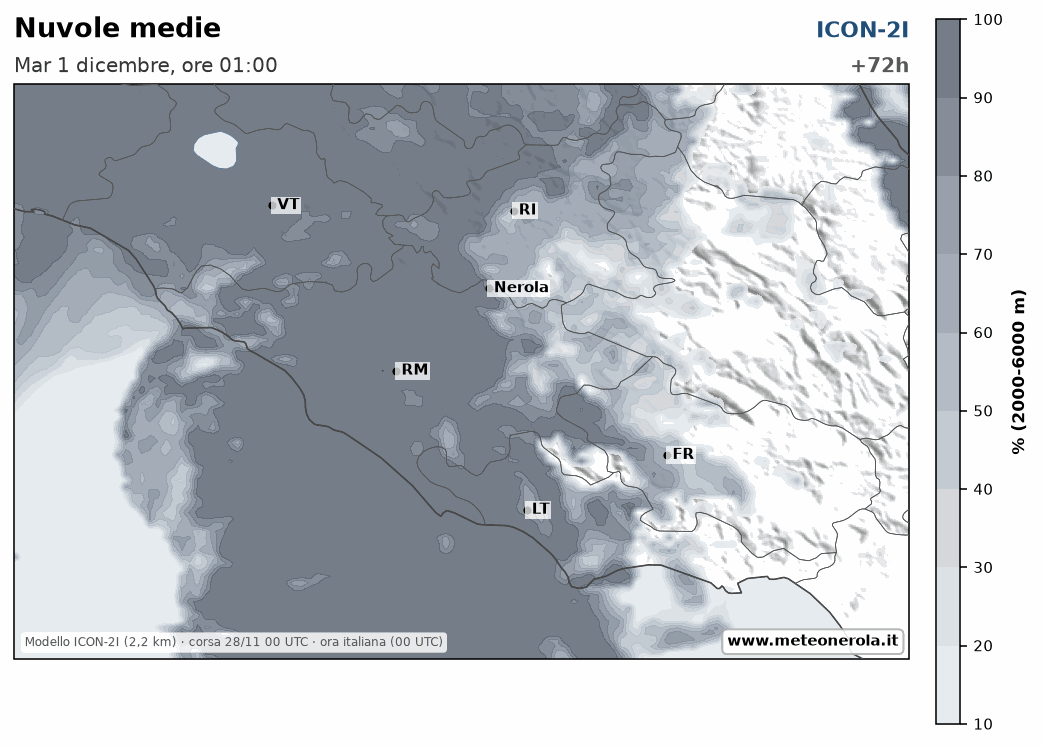 Nuvole medie
ICON-2I
Mar 1 dicembre, ore 01:00
+72h
100
90
80
70
60
50
40
30
20
10
% (2000-6000 m)
VT
RI
Nerola
RM
FR
LT
Modello ICON-2I (2,2 km) · corsa 28/11 00 UTC · ora italiana (00 UTC)
www.meteonerola.it